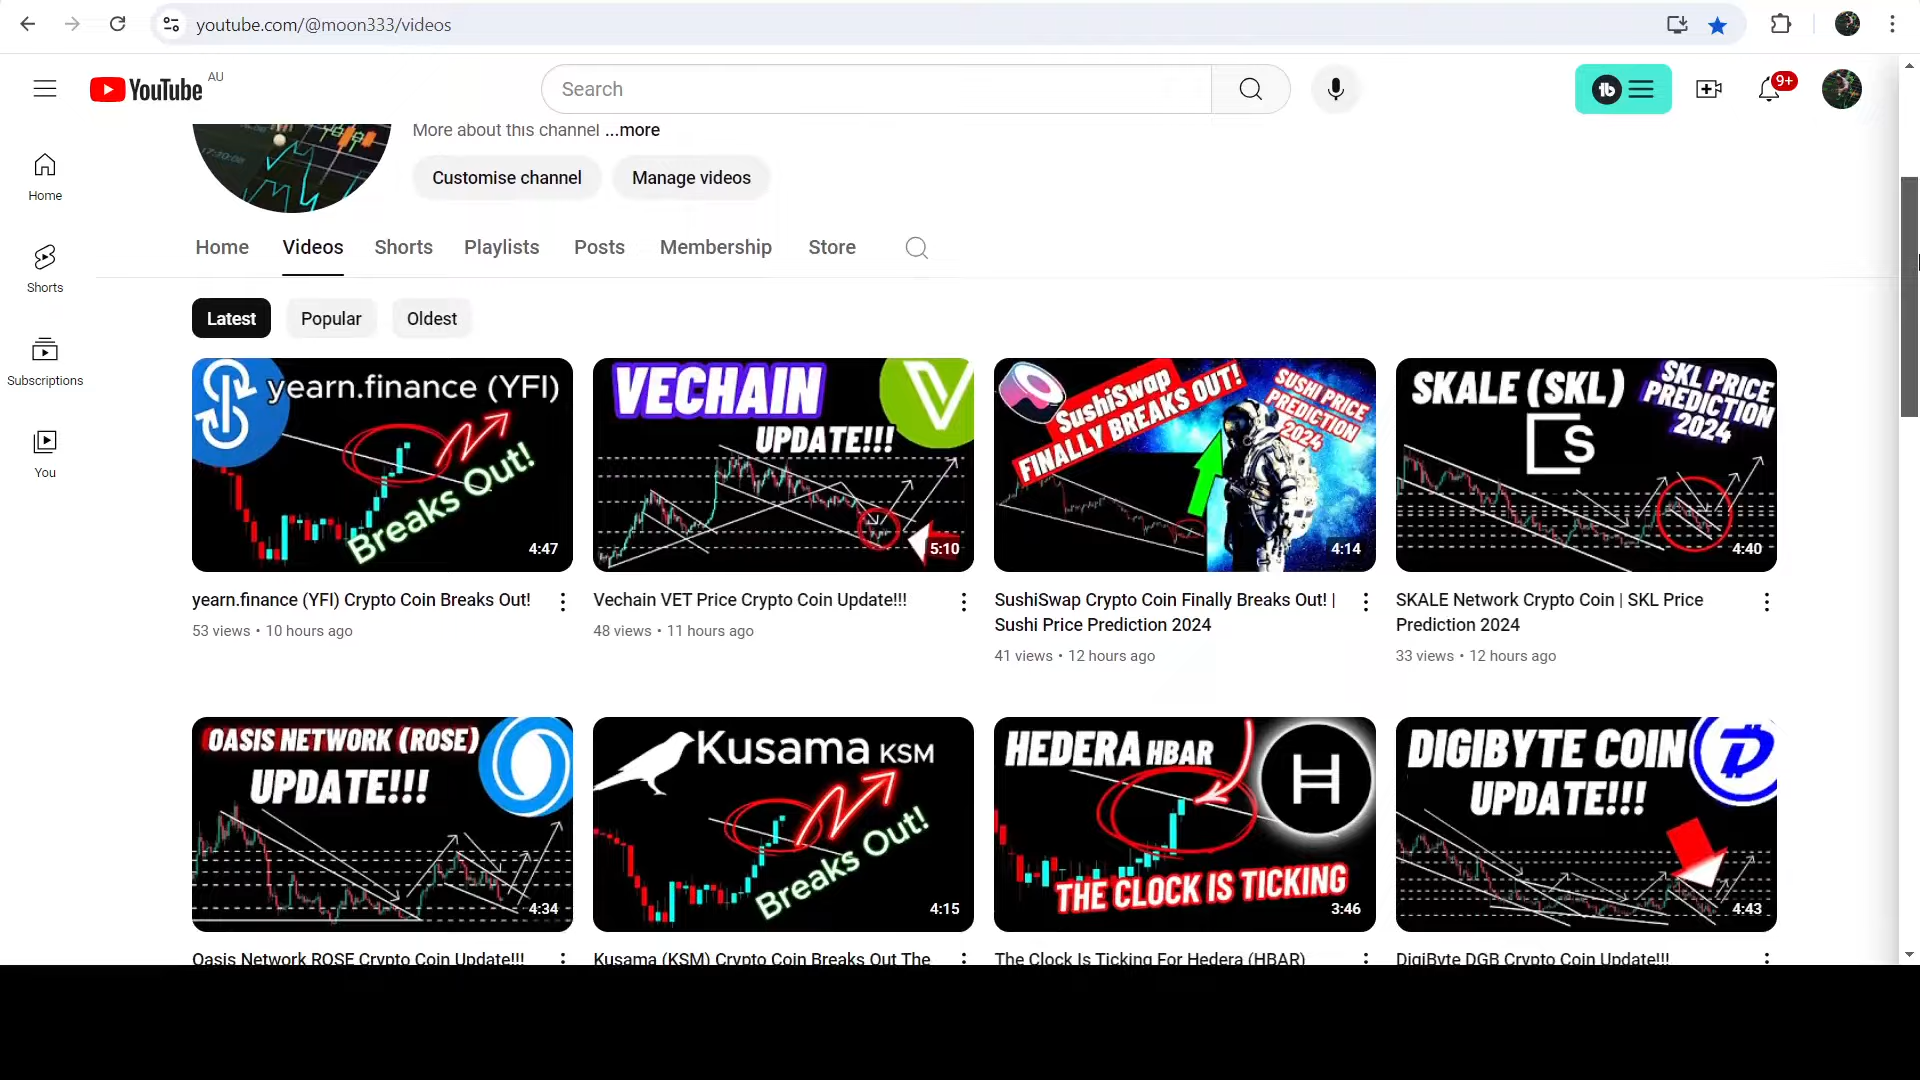 youtube.com/@moon333/videos
YouTube AU
Search
9+
More about this channel ...more
Customise channel
Manage videos
Home
Shorts
Subscriptions
You
Home Videos Shorts Playlists Posts Membership Store
Latest Popular Oldest
yearn.finance (YFI)
Breaks Out!
4:47
VECHAIN
UPDATE!!!
5:10
SushiSwap
FINALLY BREAKS OUT!
SUSHI PRICE
PREDICTION
2024
4:14
SKALE (SKL)
SKL PRICE
PREDICTION
2024
S
4:40
yearn.finance (YFI) Crypto Coin Breaks Out!
53 views • 10 hours ago
Vechain VET Price Crypto Coin Update!!!
48 views • 11 hours ago
SushiSwap Crypto Coin Finally Breaks Out! |
Sushi Price Prediction 2024
41 views • 12 hours ago
SKALE Network Crypto Coin | SKL Price
Prediction 2024
33 views • 12 hours ago
OASIS NETWORK (ROSE)
UPDATE!!!
4:34
Kusama KSM
Breaks Out!
4:15
HEDERA HBAR
H
THE CLOCK IS TICKING
3:46
DIGIBYTE COIN
UPDATE!!!
4:43
Oasis Network ROSE Crypto Coin Update!!!
Kusama (KSM) Crypto Coin Breaks Out The
The Clock Is Ticking For Hedera (HBAR)
DigiByte DGB Crypto Coin Update!!!